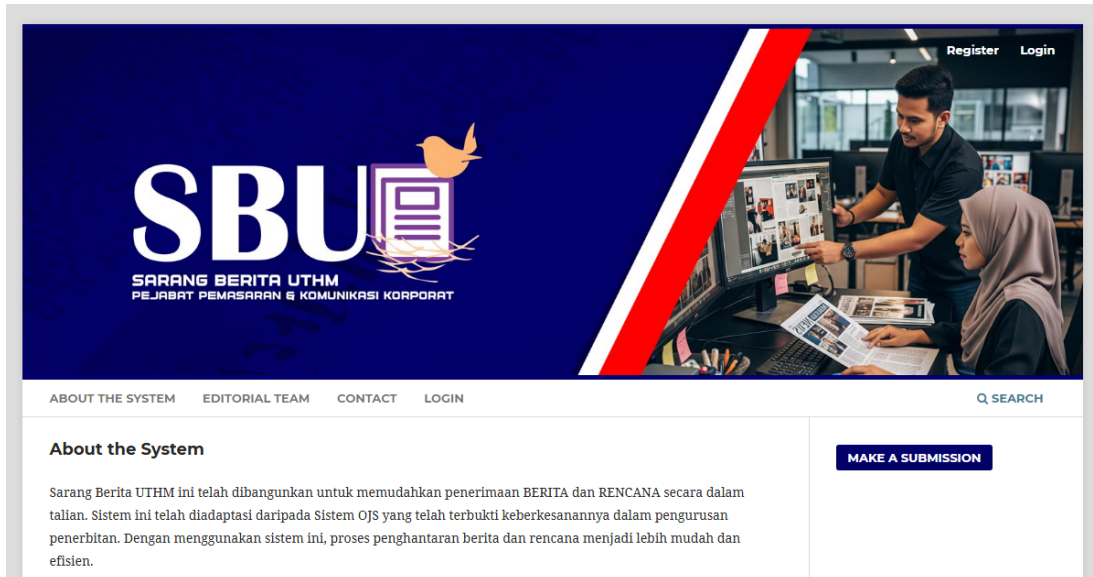 Register Login
SBU
SARANG BERITA UTHM
PEJABAT PEMASARAN & KOMUNIKASI KORPORAT
ABOUT THE SYSTEM EDITORIAL TEAM CONTACT LOGIN SEARCH
About the System
MAKE A SUBMISSION
Sarang Berita UTHM ini telah dibangunkan untuk memudahkan penerimaan BERITA dan RENCANA secara dalam
talian. Sistem ini telah diadaptasi daripada Sistem OJS yang telah terbukti keberkesanannya dalam pengurusan
penerbitan. Dengan menggunakan sistem ini, proses penghantaran berita dan rencana menjadi lebih mudah dan
efisien.